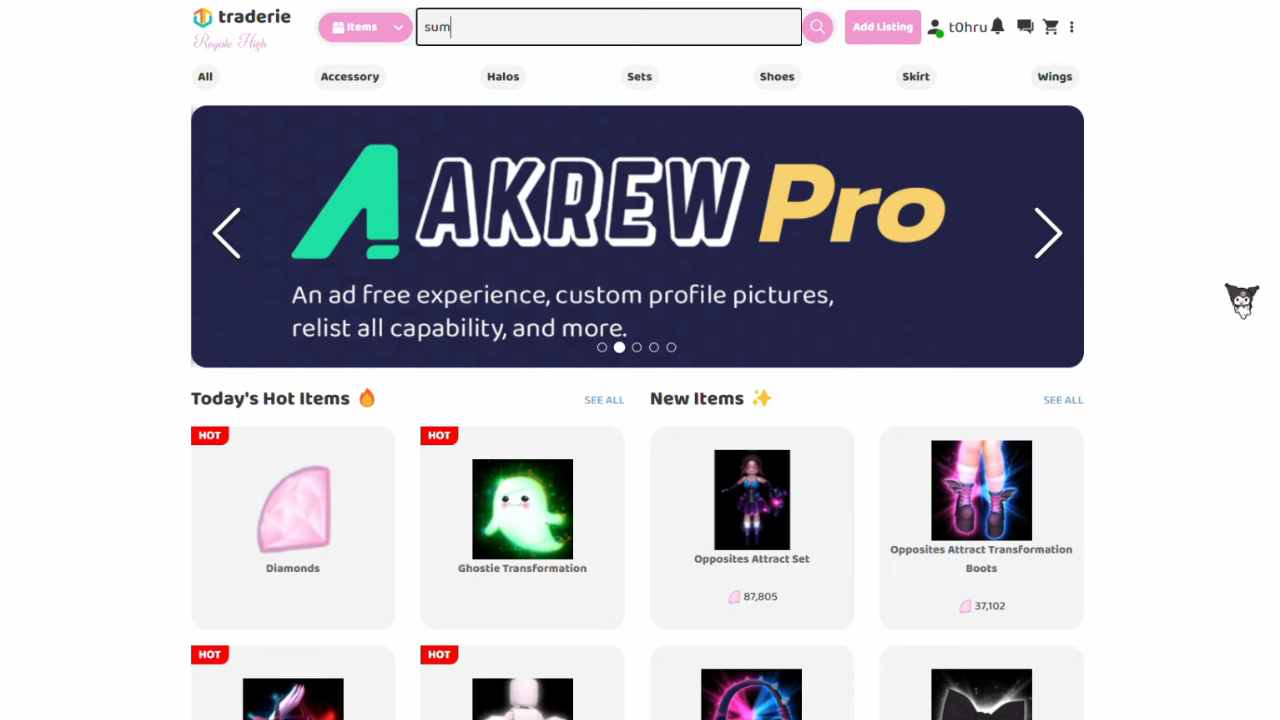 traderie
Royale High
Items
sum
Add Listing
t0hru
All
Accessory
Halos
Sets
Shoes
Skirt
Wings
AKREW Pro
An ad free experience, custom profile pictures,
relist all capability, and more.
Today's Hot Items
SEE ALL
New Items
SEE ALL
HOT
Diamonds
HOT
Ghostie Transformation
Opposites Attract Set
87,805
Opposites Attract Transformation
Boots
37,102
HOT
HOT